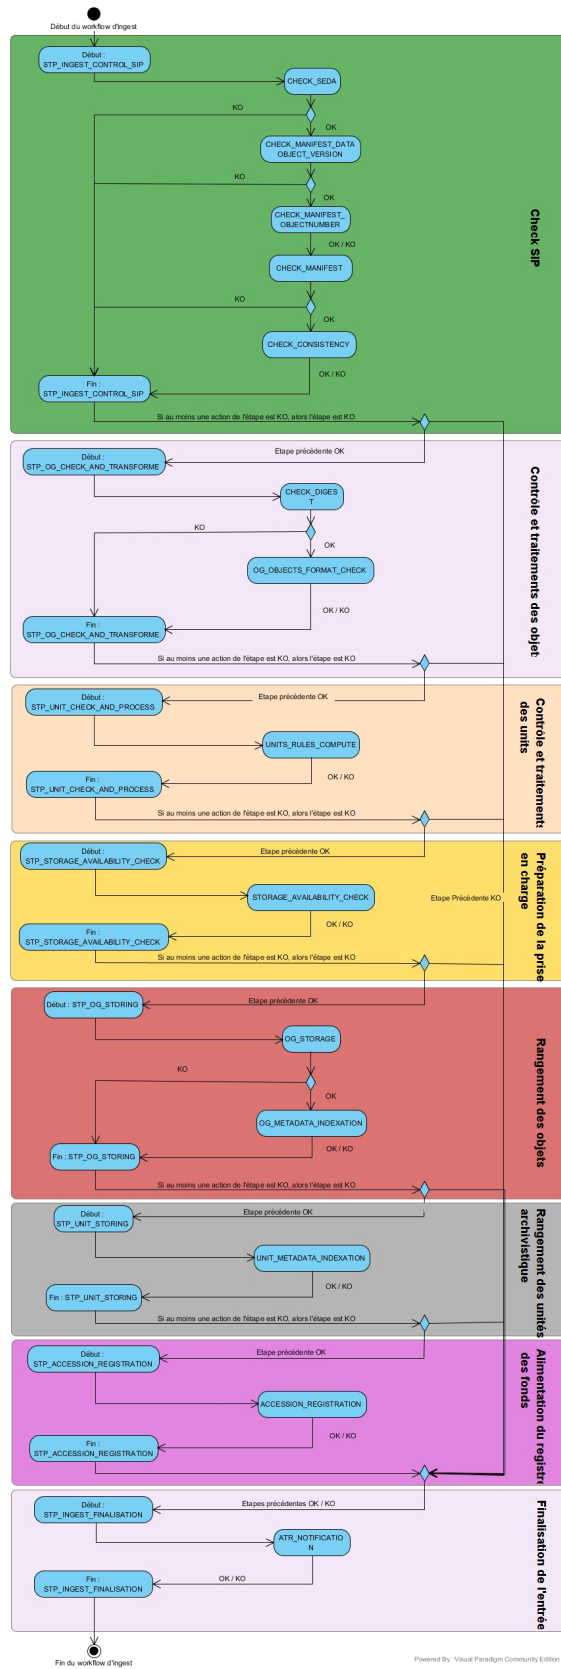 Début du workflow d'ingest
Début :
STP_INGEST_CONTROL_SIP
CHECK_SEDA
KO
OK
CHECK_MANIFEST_DATA
OBJECT_VERSION
KO
OK
CHECK_MANIFEST_
OBJECTNUMBER
OK / KO
CHECK_MANIFEST
KO
OK
CHECK_CONSISTENCY
OK / KO
Fin :
STP_INGEST_CONTROL_SIP
Si au moins une action de l'étape est KO, alors l'étape est KO
Check SIP
Etape précédente OK
Début :
STP_OG_CHECK_AND_TRANSFORME
CHECK_DIGES
T
KO
OK
OG_OBJECTS_FORMAT_CHECK
OK / KO
Fin :
STP_OG_CHECK_AND_TRANSFORME
Si au moins une action de l'étape est KO, alors l'étape est KO
Contrôle et traitements des objet
Début :
STP_UNIT_CHECK_AND_PROCESS
Etape précédente OK
UNITS_RULES_COMPUTE
OK / KO
Fin :
STP_UNIT_CHECK_AND_PROCESS
Si au moins une action de l'étape est KO, alors l'étape est KO
Contrôle et traitements
des units
Début :
STP_STORAGE_AVAILABILITY_CHECK
Etape précédente OK
STORAGE_AVAILABILITY_CHECK
Etape Précédente KO
OK / KO
Fin :
STP_STORAGE_AVAILABILITY_CHECK
Si au moins une action de l'étape est KO, alors l'étape est KO
Préparation de la prise
en charge
Début : STP_OG_STORING
Etape précédente OK
OG_STORAGE
KO
OK
OG_METADATA_INDEXATION
OK / KO
Fin : STP_OG_STORING
Si au moins une action de l'étape est KO, alors l'étape est KO
Rangement des objets
Début :
STP_UNIT_STORING
Etape précédente OK
UNIT_METADATA_INDEXATION
OK / KO
Fin : STP_UNIT_STORING
Si au moins une action de l'étape est KO, alors l'étape est KO
Rangement des unités
archivistique
Début :
STP_ACCESSION_REGISTRATION
Etape précédente OK
ACCESSION_REGISTRATION
OK / KO
Fin :
STP_ACCESSION_REGISTRATION
Alimentation du registre
des fonds
Début :
STP_INGEST_FINALISATION
Etapes précédentes OK / KO
ATR_NOTIFICATIO
N
OK / KO
Fin :
STP_INGEST_FINALISATION
Finalisation de l'entrée
Fin du workflow d'ingest
Powered By Visual Paradigm Community Edition